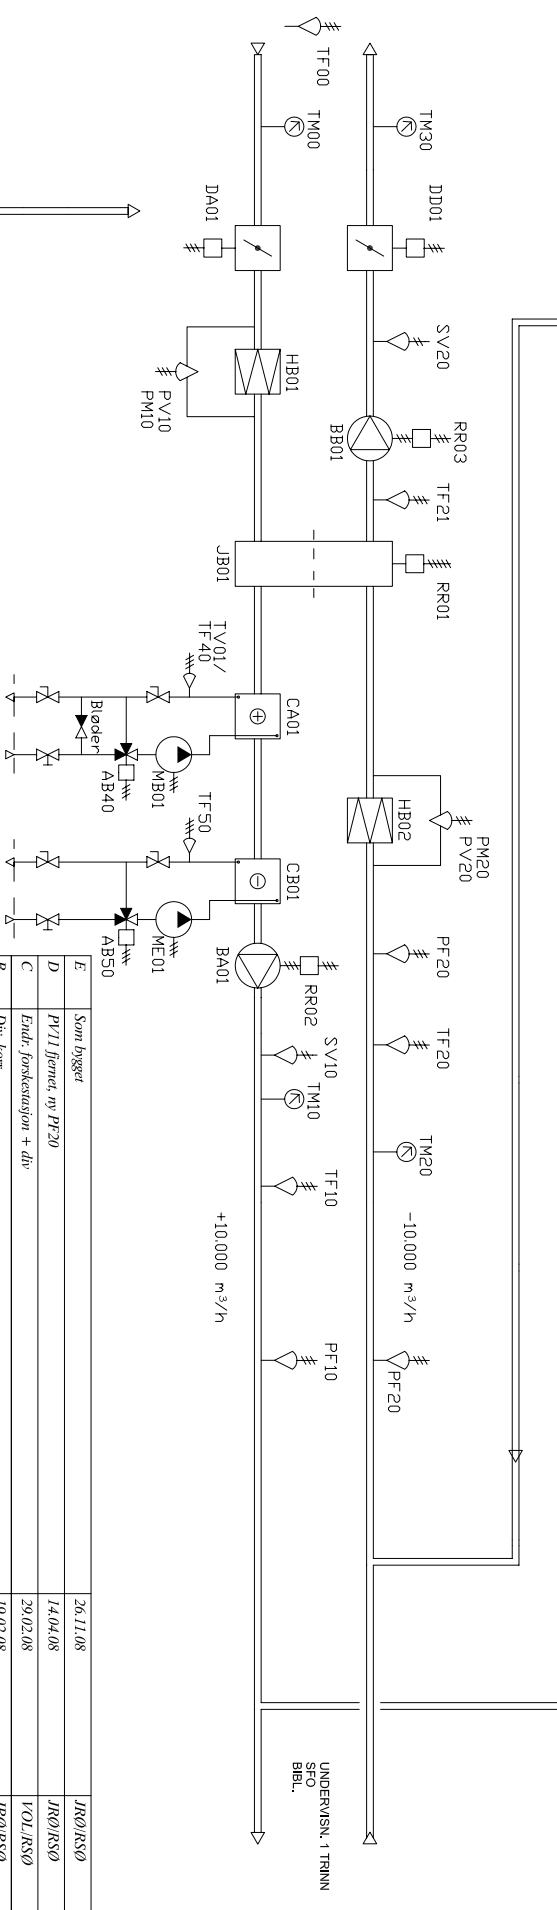 TF00
TM00
TM30
DA01
DD01
SV20
HB01
PV10
PM10
BB01
RR03
TF21
JB01
RR01
TV01/
TF40
CA01
Bløder
MB01
AB40
HB02
PM20
PV20
TF50
CB01
ME01
AB50
BA01
RR02
PF20
TF20
SV10
TM10
TM20
TF10
+10.000 m³/h
-10.000 m³/h
PF10
PF20
UNDERVISN. 1 TRINN
SFO
BIBL.
E Som bygget 26.11.08 JRØ/RSØ
D PV11 fjernet, ny PF20 14.04.08 JRØ/RSØ
C Endr. forskestasjon + div 29.02.08 VOL/RSØ